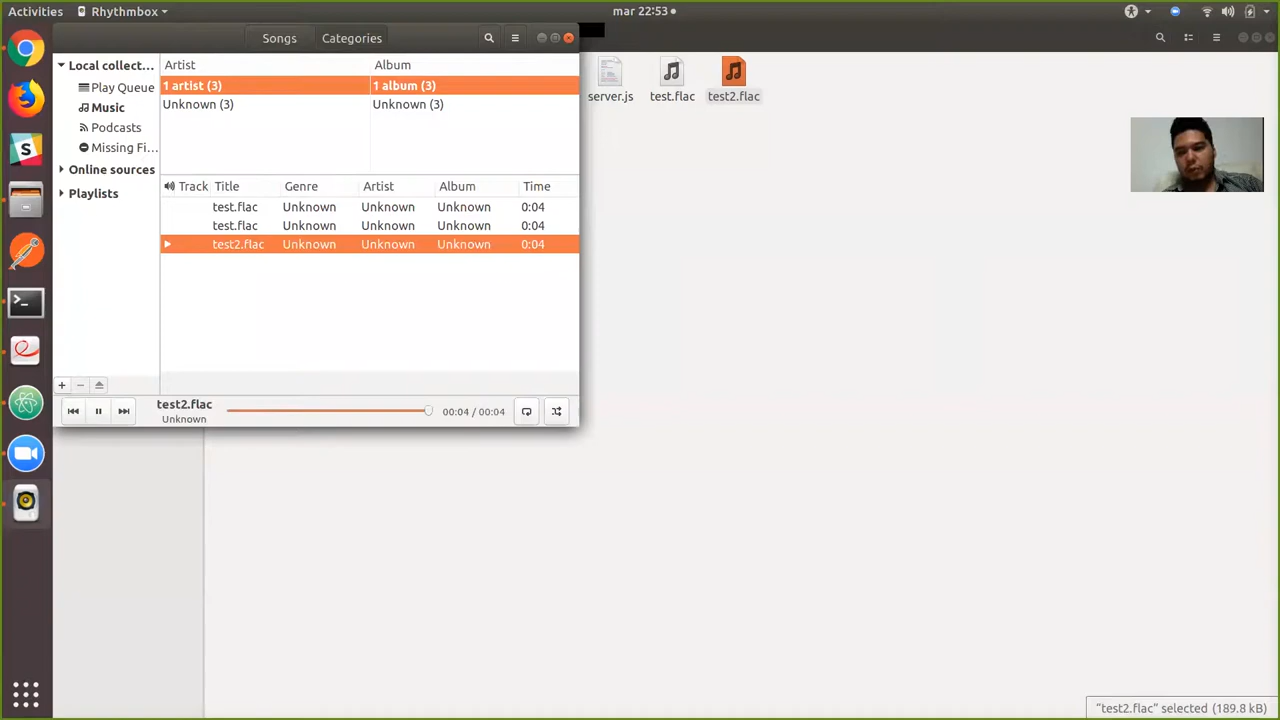 Activities Rhythmbox mar 22:53
Songs Categories
Local collect...
Play Queue
Music
Podcasts
Missing Fi...
Online sources
Playlists
Artist Album
1 artist (3) 1 album (3)
Unknown (3) Unknown (3)
Track Title Genre Artist Album Time
test.flac Unknown Unknown Unknown 0:04
test.flac Unknown Unknown Unknown 0:04
test2.flac Unknown Unknown Unknown 0:04
test2.flac
Unknown
00:04 / 00:04
server.js test.flac test2.flac
"test2.flac" selected (189.8 kB)